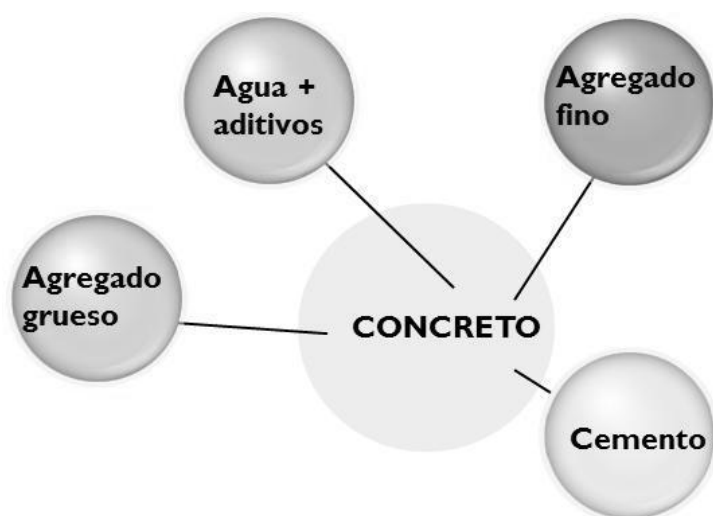 Agua +
aditivos
Agregado
fino
Agregado
grueso
CONCRETO
Cemento